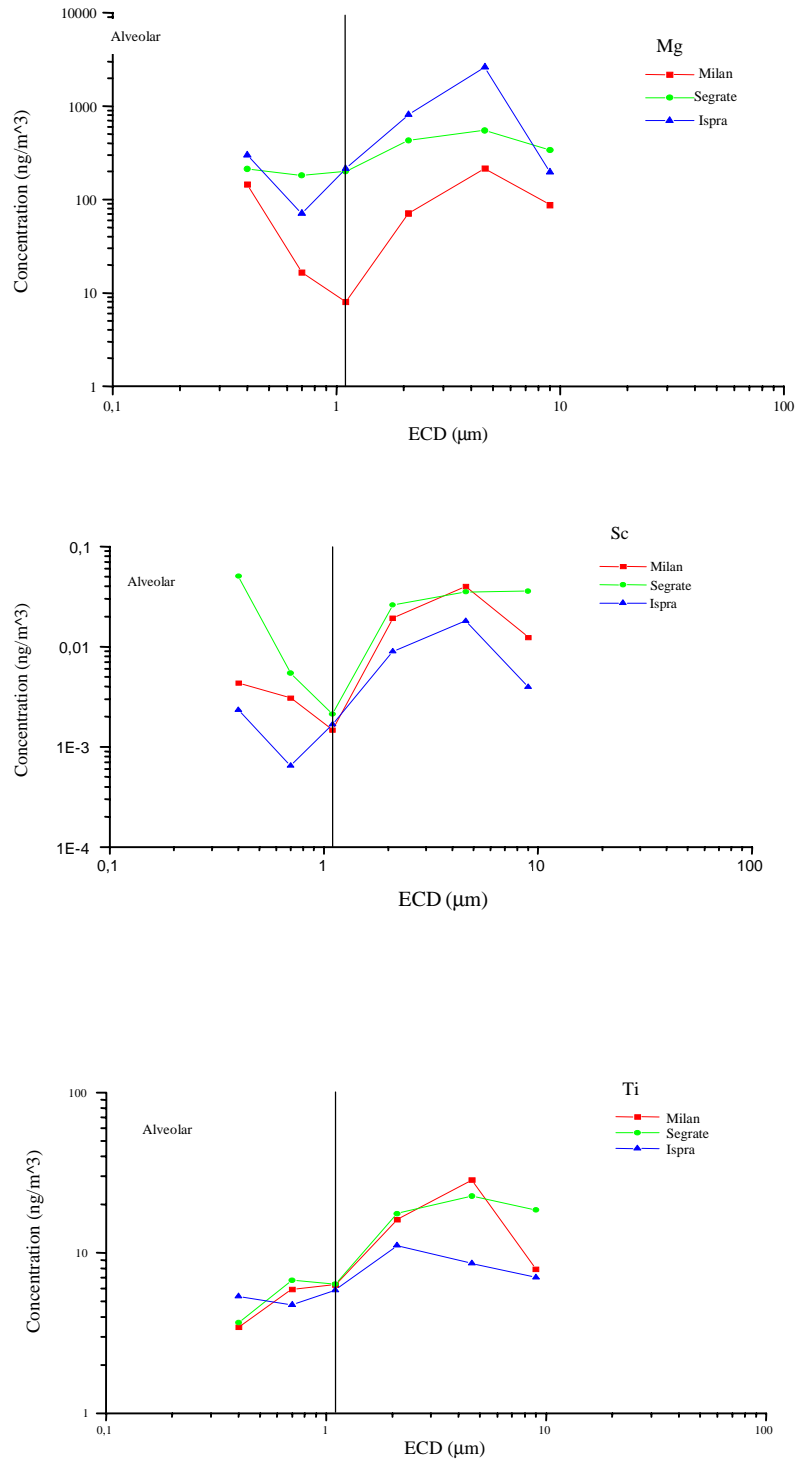 Mg
Alveolar
Milan
Segrate
Ispra
10000
1000
100
10
1
Concentration (ng/m^3)
0,1
1
10
100
ECD (μm)
Sc
Alveolar
Milan
Segrate
Ispra
0,1
0,01
1E-3
1E-4
Concentration (ng/m^3)
0,1
1
10
100
ECD (μm)
Ti
Alveolar
Milan
Segrate
Ispra
100
10
1
Concentration (ng/m^3)
0,1
1
10
100
ECD (μm)